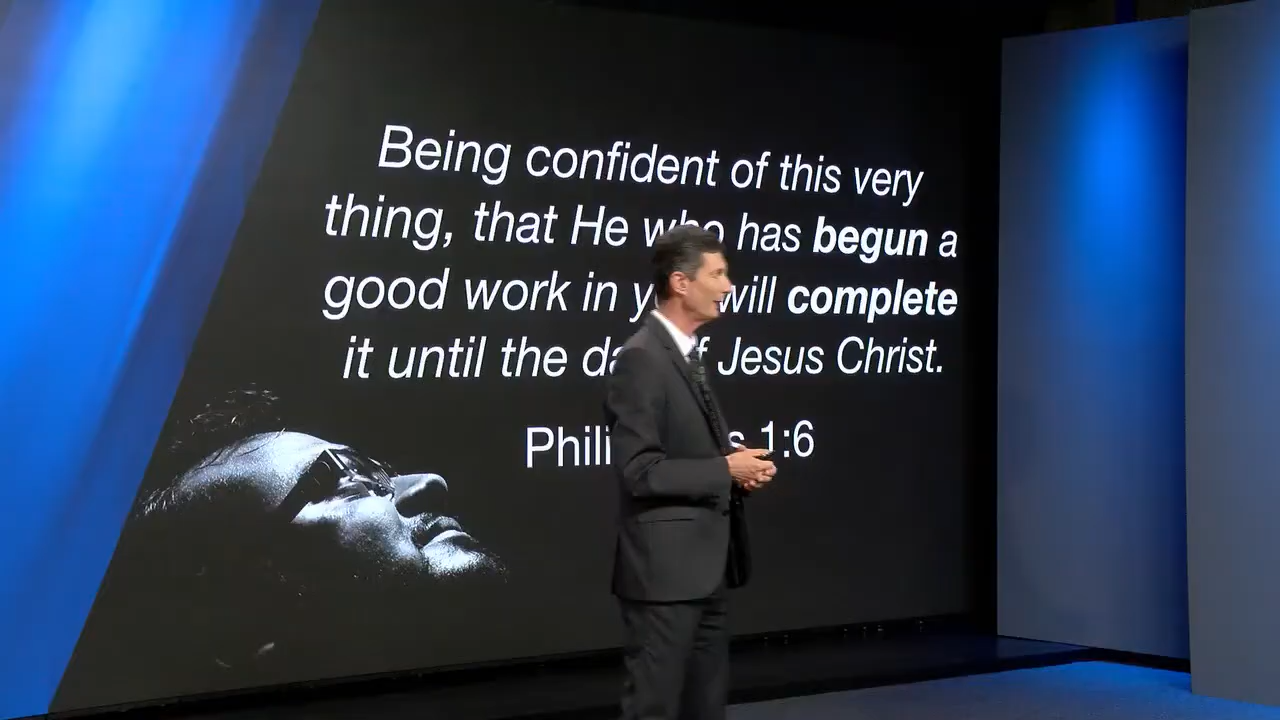 Being confident of this very
thing, that He who has begun a
good work in will complete
it until the Jesus Christ.
1:6